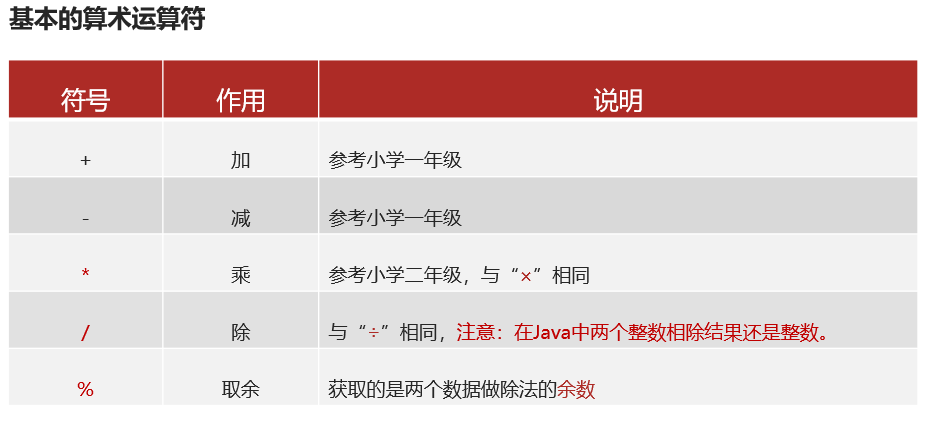 基本的算术运算符
符号 作用 说明
+ 加 参考小学一年级
- 减 参考小学一年级
* 乘 参考小学二年级，与“×”相同
/ 除 与“÷”相同，注意：在Java中两个整数相除结果还是整数。
% 取余 获取的是两个数据做除法的余数